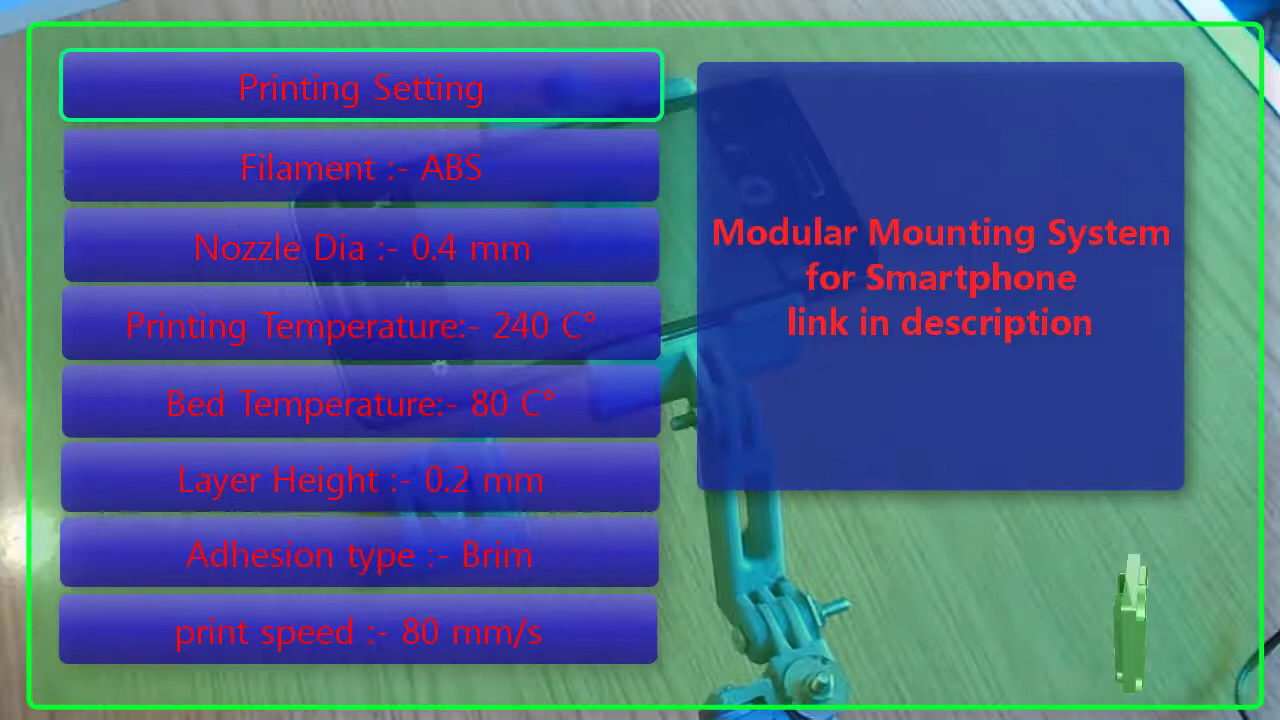 Printing Setting
Filament :- ABS
Nozzle Dia :- 0.4 mm
Printing Temperature:- 240 C°
Bed Temperature:- 80 C°
Layer Height :- 0.2 mm
Adhesion type :- Brim
print speed :- 80 mm/s
Modular Mounting System
for Smartphone
link in description